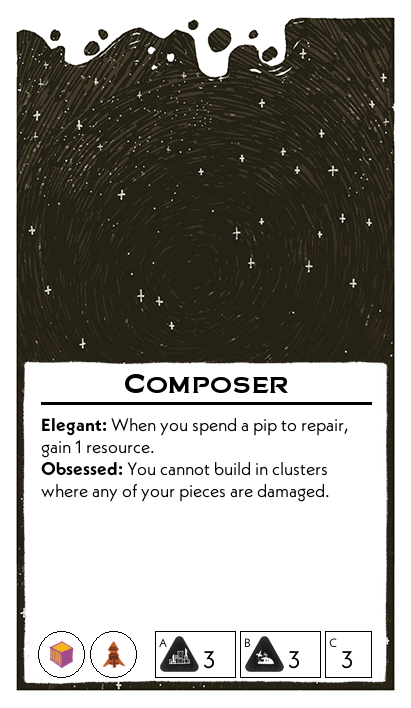 Composer
Elegant: When you spend a pip to repair,
gain 1 resource.
Obsessed: You cannot build in clusters
where any of your pieces are damaged.
A 3 B 3 C 3